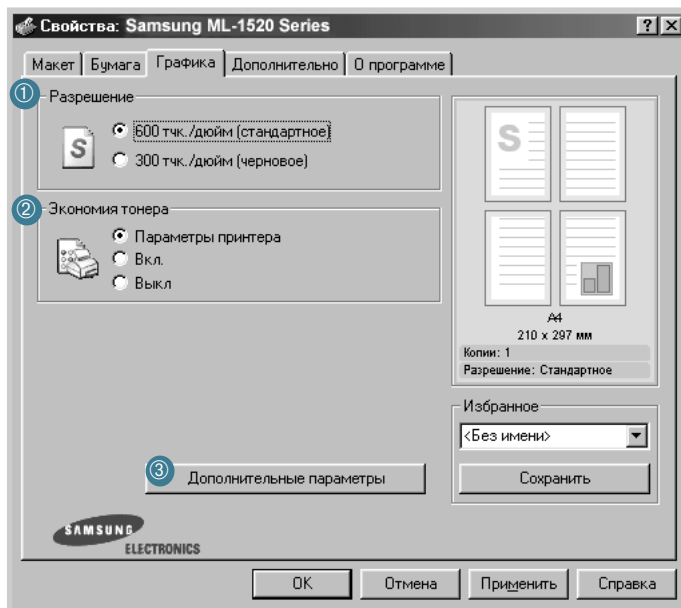 Свойства: Samsung ML-1520 Series
? ×
Макет Бумага Графика Дополнительно О программе
1 Разрешение
S
600 тчк./дюйм (стандартное)
300 тчк./дюйм (черновое)
2 Экономия тонера
Параметры принтера
Вкл.
Выкл
S
A4
210 x 297 мм
Копии: 1
Разрешение: Стандартное
Избранное
<Без имени>
3 Дополнительные параметры
Сохранить
SAMSUNG
ELECTRONICS
OK Отмена Применить Справка